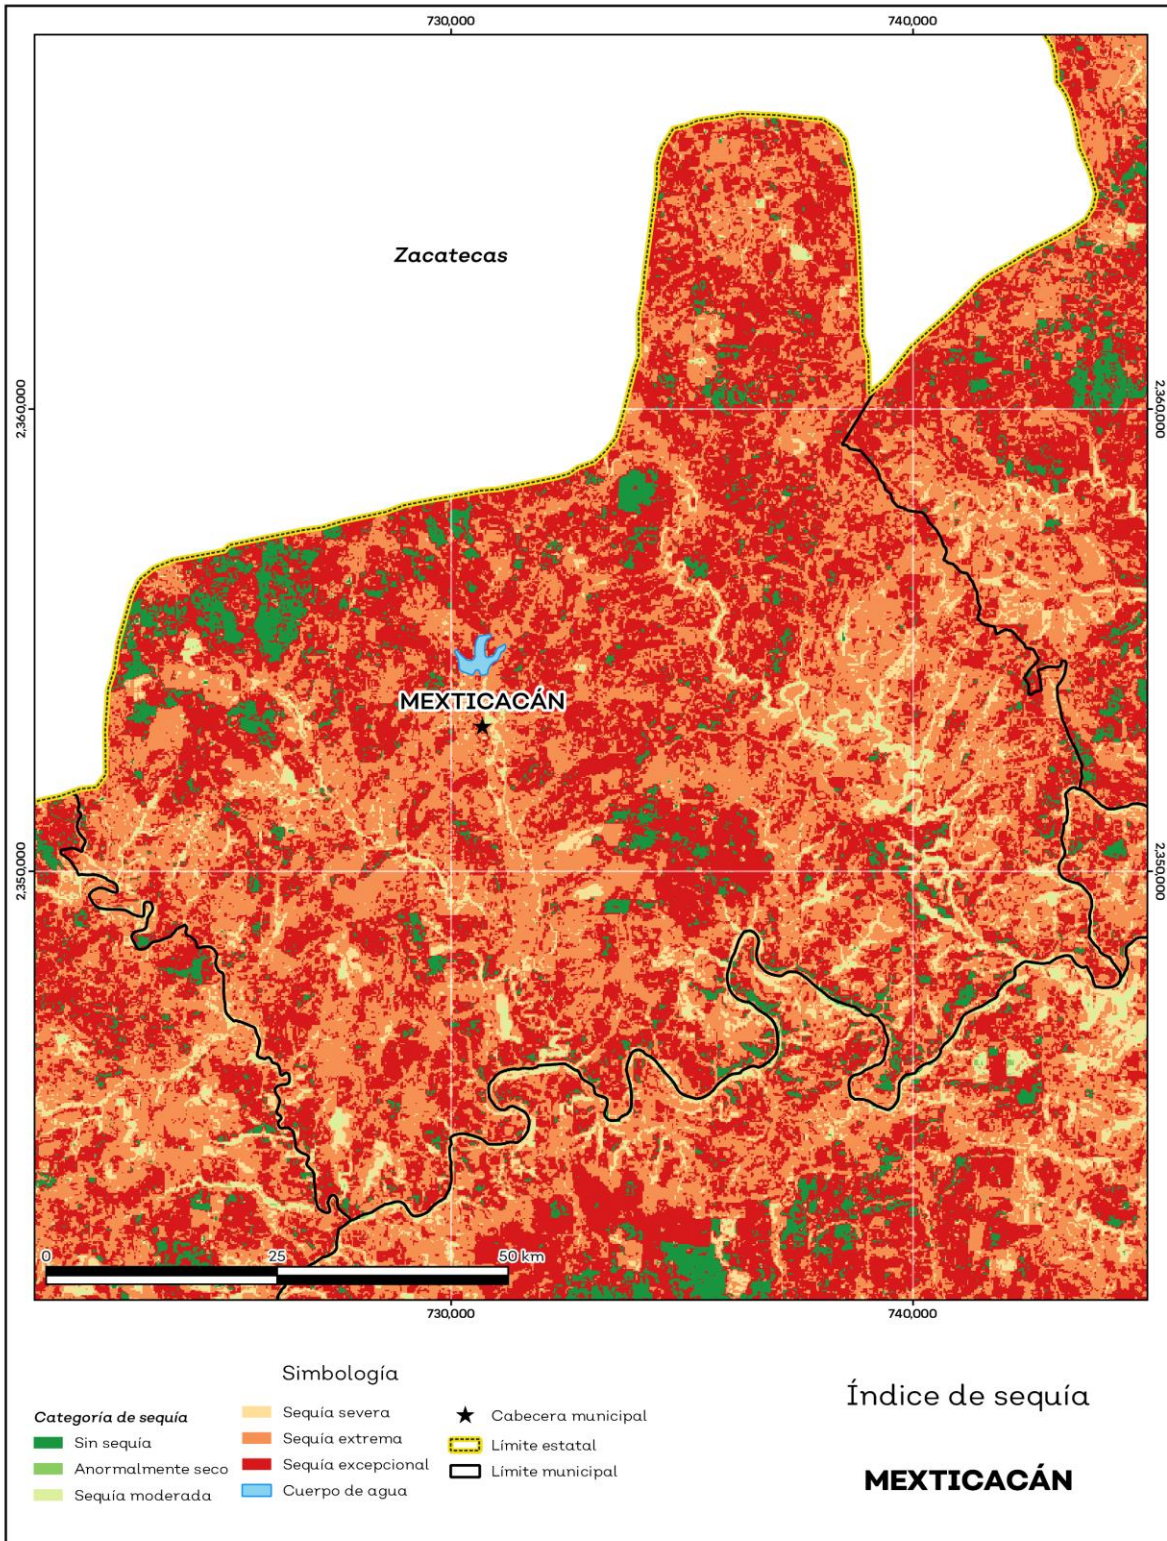 730,000
740,000
Zacatecas
2,360,000
2,360,000
MEXTICACÁN
2,350,000
2,350,000
0
25
50 km
730,000
740,000
Simbología
Categoría de sequía
Sin sequía
Anormalmente seco
Sequía moderada
Sequía severa
Sequía extrema
Sequía excepcional
Cuerpo de agua
Cabecera municipal
Límite estatal
Límite municipal
Índice de sequía
MEXTICACÁN